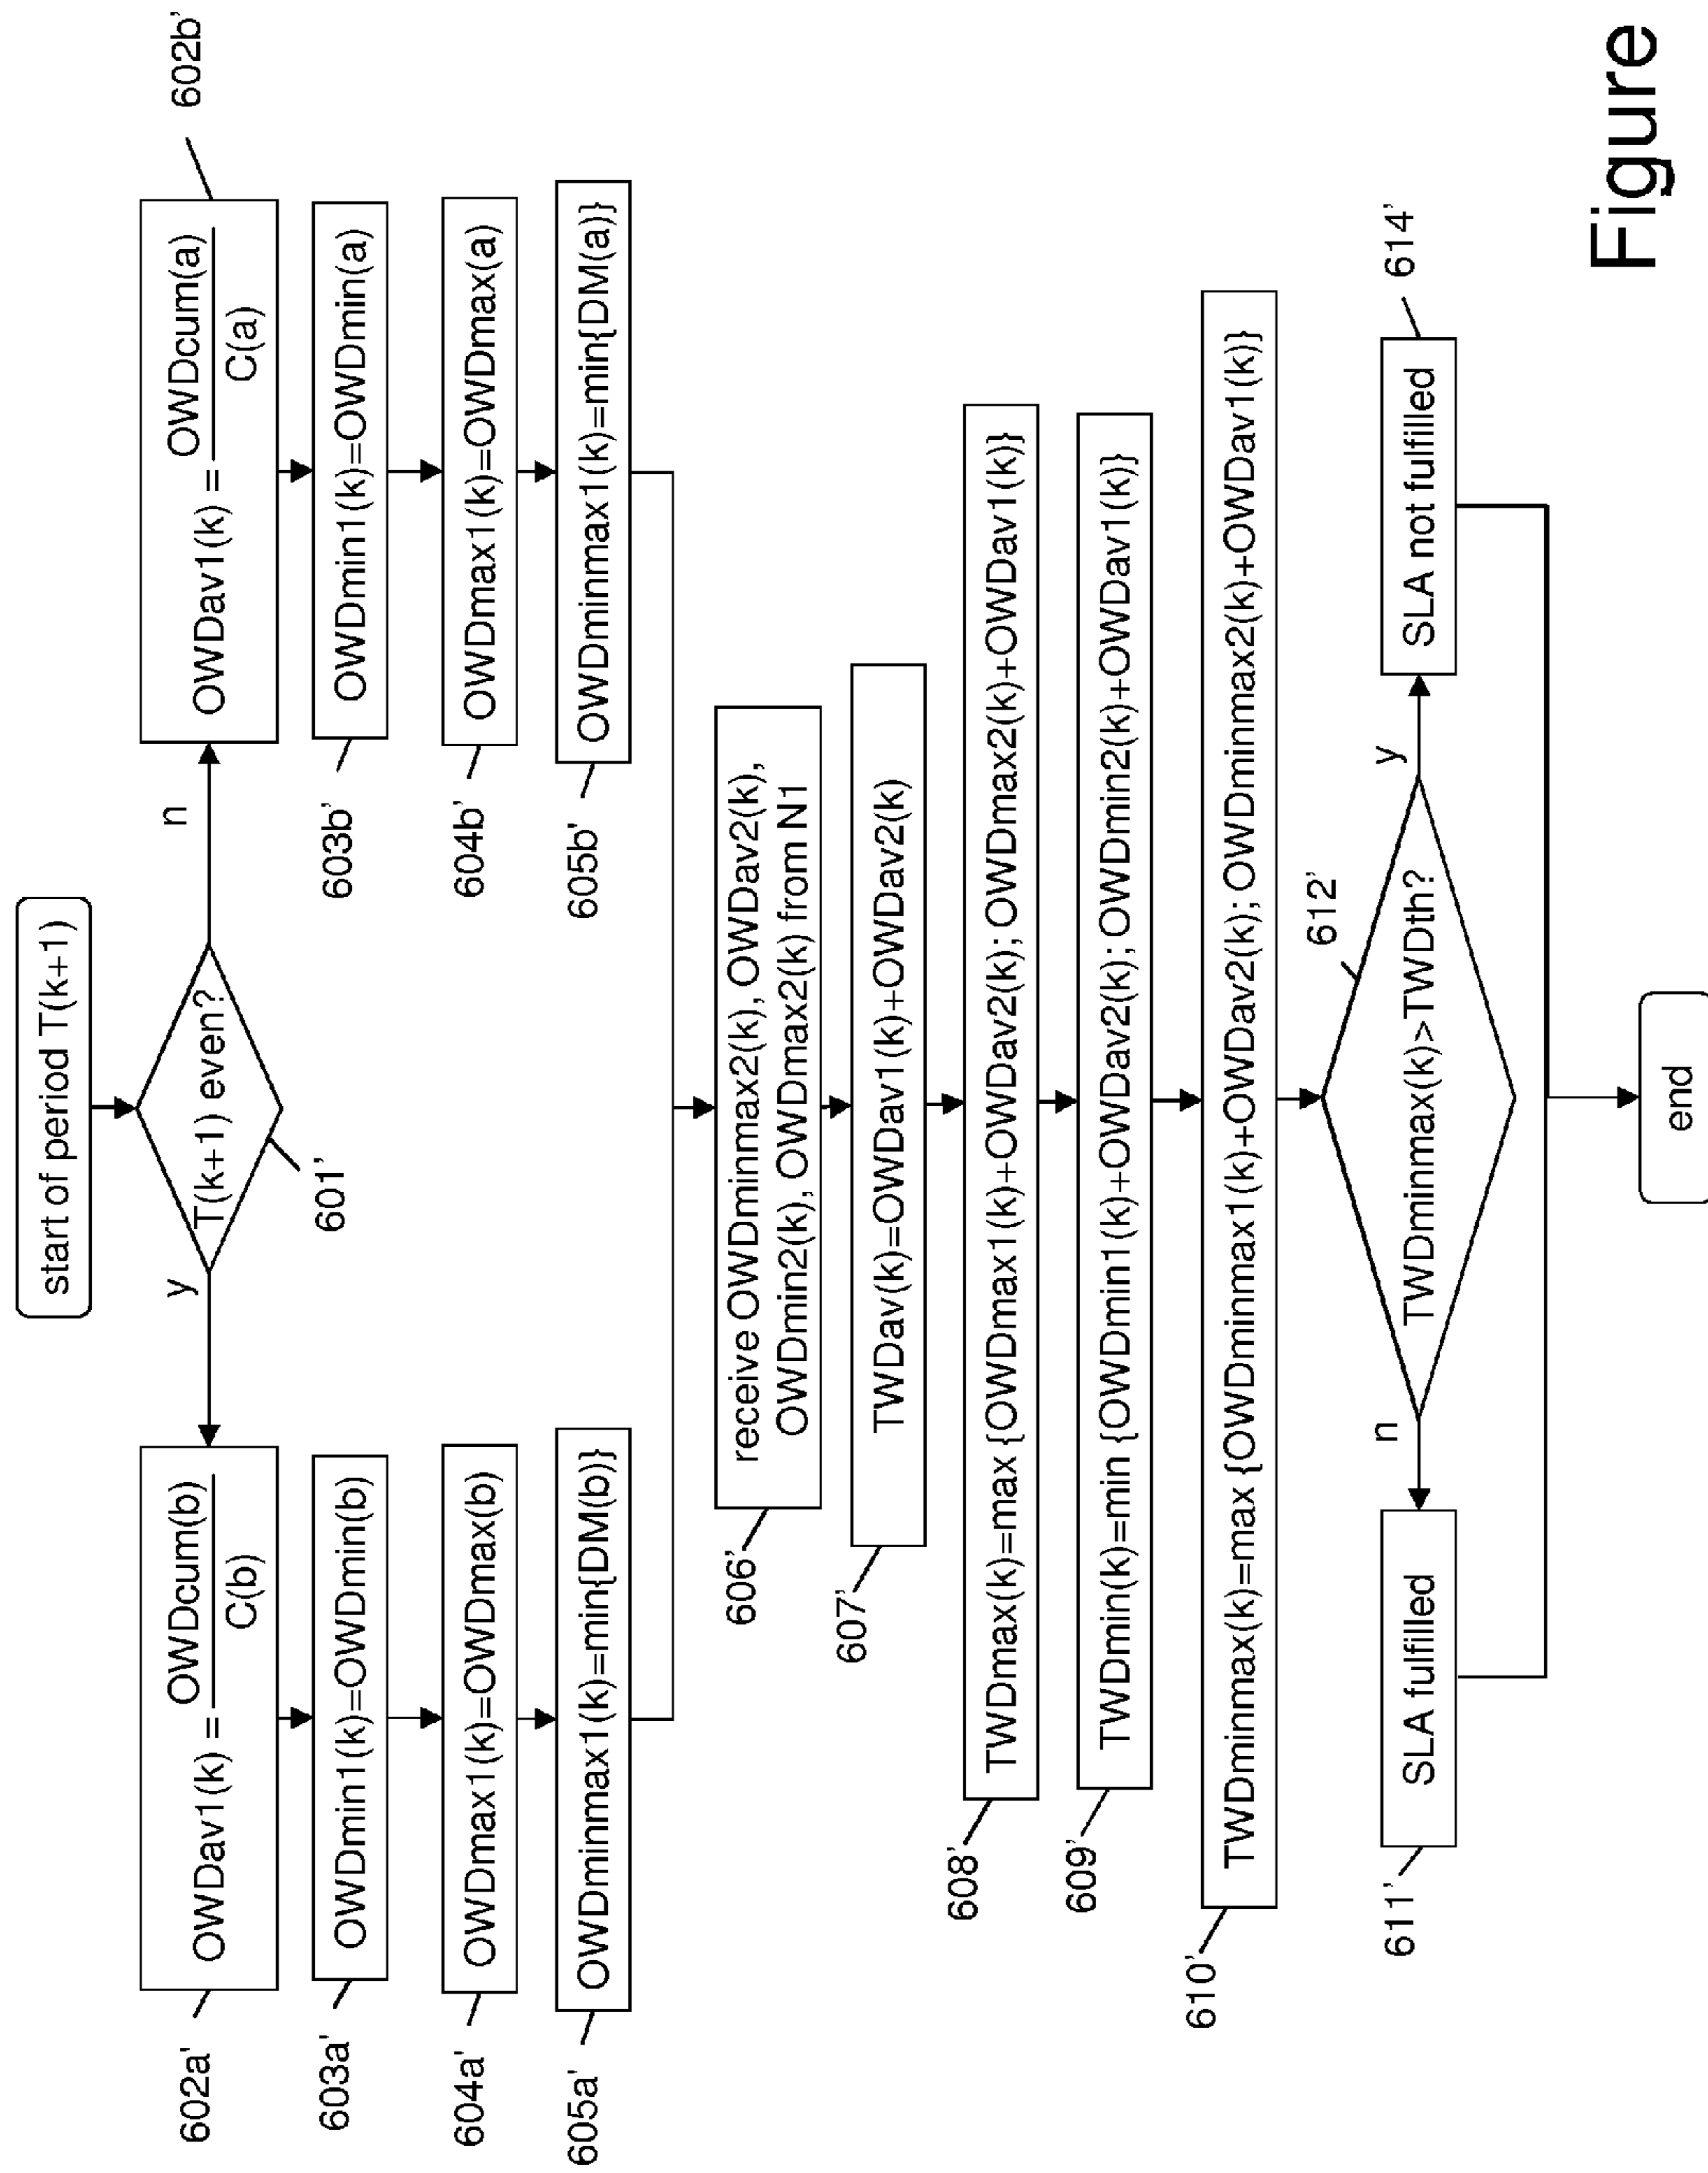 start of period T(k+1)
T(k+1) even?
601'
y
n
602a'
OWDav1(k) = OWDcum(b)
C(b)
OWDav1(k) = OWDcum(a)
C(a)
602b'
603a'
OWDmin1(k)=OWDmin(b)
603b'
OWDmin1(k)=OWDmin(a)
604a'
OWDmax1(k)=OWDmax(b)
604b'
OWDmax1(k)=OWDmax(a)
605a'
OWDminmax1(k)=min{DM(b)}
605b'
OWDminmax1(k)=min{DM(a)}
606'
receive OWDminmax2(k), OWDav2(k),
OWDmin2(k), OWDmax2(k) from N1
607'
TWDav(k)=OWDav1(k)+OWDav2(k)
608'
TWDmax(k)=max {OWDmax1(k)+OWDav2(k); OWDmax2(k)+OWDav1(k)}
609'
TWDmin(k)=min {OWDmin1(k)+OWDav2(k); OWDmin2(k)+OWDav1(k)}
610'
TWDminmax(k)=max {OWDminmax1(k)+OWDav2(k); OWDminmax2(k)+OWDav1(k)}
612'
TWDminmax(k)>TWDth?
n
y
611'
SLA fulfilled
SLA not fulfilled
614'
end
Figure